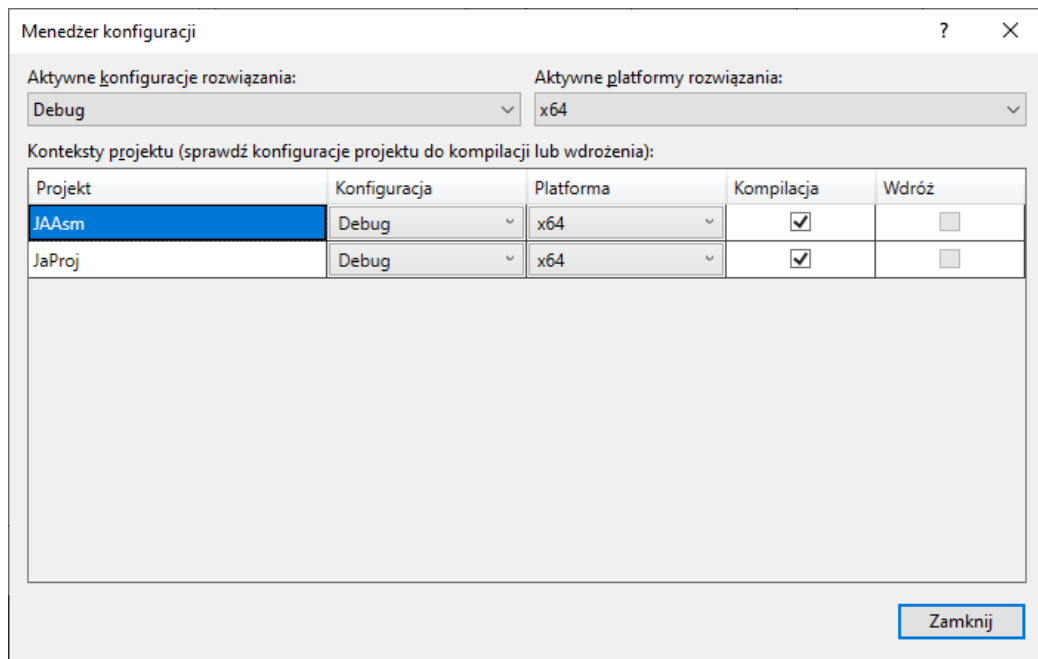 Menedżer konfiguracji ?
Aktywne konfiguracje rozwiązania: Aktywne platformy rozwiązania:
Debug x64
Konteksty projektu (sprawdź konfiguracje projektu do kompilacji lub wdrożenia):
Projekt Konfiguracja Platforma Kompilacja Wdróż
JAAsm Debug x64
JaProj Debug x64
Zamknij